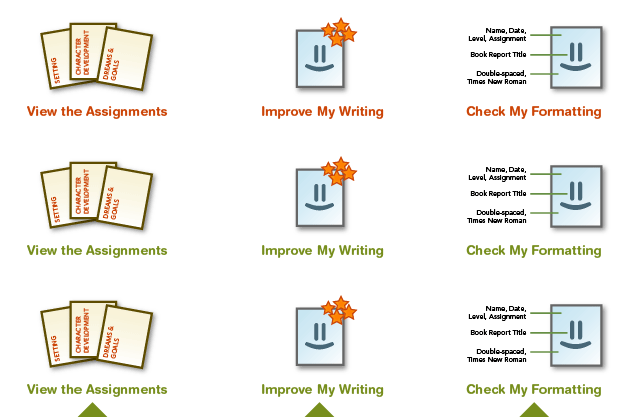 SETTING
CHARACTER
DEVELOPMENT
DREAMS &
GOALS
Name, Date,
Level, Assignment
Book Report Title
Double-spaced,
Times New Roman
View the Assignments
Improve My Writing
Check My Formatting
SETTING
CHARACTER
DEVELOPMENT
DREAMS &
GOALS
Name, Date,
Level, Assignment
Book Report Title
Double-spaced,
Times New Roman
View the Assignments
Improve My Writing
Check My Formatting
SETTING
CHARACTER
DEVELOPMENT
DREAMS &
GOALS
Name, Date,
Level, Assignment
Book Report Title
Double-spaced,
Times New Roman
View the Assignments
Improve My Writing
Check My Formatting